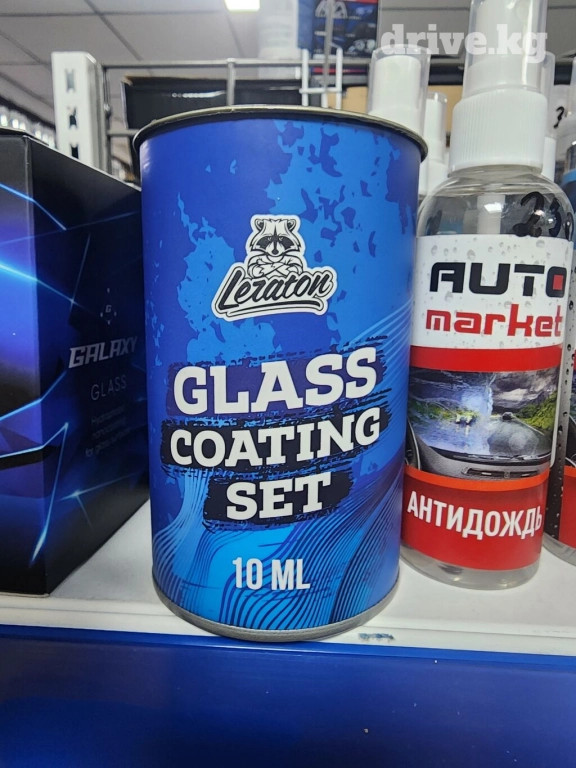 drive.kg
Leraton
GLASS
COATING
SET
10 ML
GALAXY
GLASS
AUTO
market
АНТИДОЖДЬ